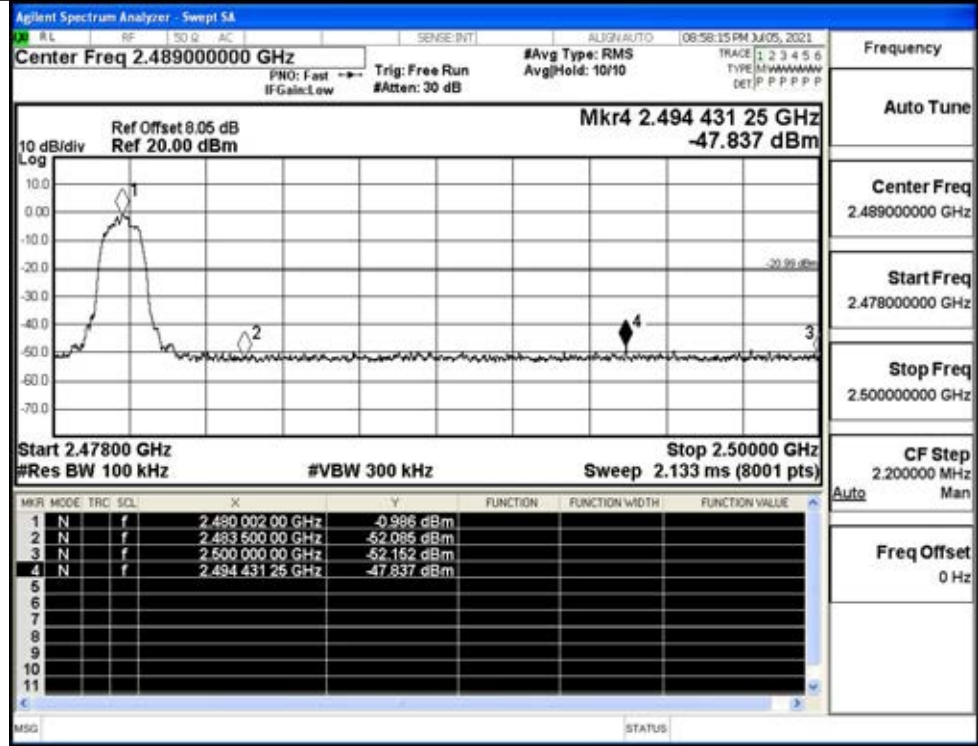 Agilent Spectrum Analyzer - Swept SA
RL RF 50 Ω AC SENSE:INT ALIGN AUTO 08:58:15 PM Jul 05, 2021
Center Freq 2.489000000 GHz
PNO: Fast
IFGain:Low
Trig: Free Run
#Atten: 30 dB
#Avg Type: RMS
Avg|Hold: 10/10
TRACE 1 2 3 4 5 6
TYPE M
DET P P P P P P
Mkr4 2.494 431 25 GHz
-47.837 dBm
Ref Offset 8.05 dB
10 dB/div Ref 20.00 dBm
Log
10.0
0.00
-10.0
-20.0
-30.0
-40.0
-50.0
-60.0
-70.0
1
2
4
3
-20.99 dBm
Start 2.47800 GHz Stop 2.50000 GHz
#Res BW 100 kHz #VBW 300 kHz Sweep 2.133 ms (8001 pts)
MKR MODE TRC SCL X Y FUNCTION FUNCTION WIDTH FUNCTION VALUE
1 N f 2.480 002 00 GHz -0.986 dBm
2 N f 2.483 500 00 GHz -52.085 dBm
3 N f 2.500 000 00 GHz -52.152 dBm
4 N f 2.494 431 25 GHz -47.837 dBm
5
6
7
8
9
10
11
MSG STATUS
Frequency
Auto Tune
Center Freq
2.489000000 GHz
Start Freq
2.478000000 GHz
Stop Freq
2.500000000 GHz
CF Step
2.200000 MHz
Auto Man
Freq Offset
0 Hz